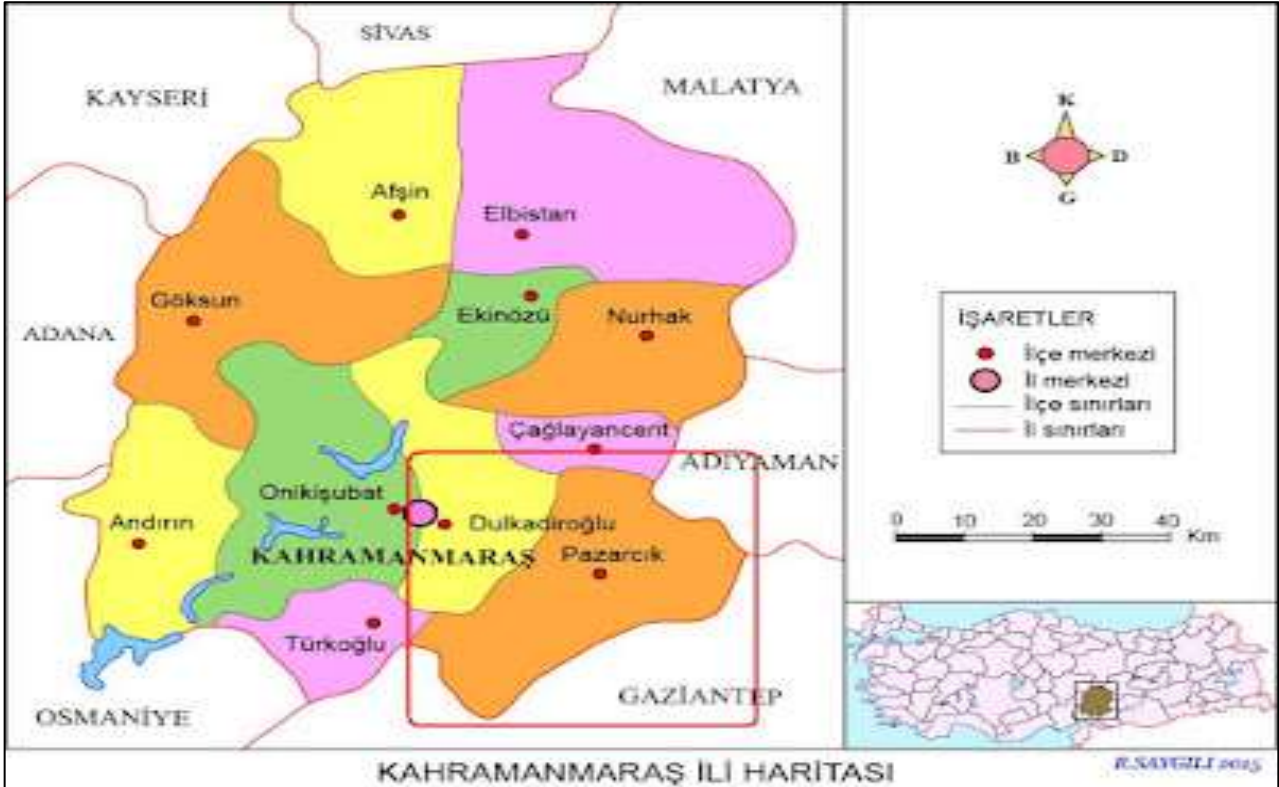 SİVAS
KAYSERİ
MALATYA
Afşin
Elbistan
Göksun
Ekinözü
Nurhak
ADANA
Çağlayancerit
ADIYAMAN
Onikişubat
Andırın
Dulkadiroğlu
KAHRAMANMARAŞ
Pazarcık
Türkoğlu
GAZİANTEP
OSMANİYE
K
B D
G
İŞARETLER
İlçe merkezi
İl merkezi
İlçe sınırları
İl sınırları
0 10 20 30 40
Km
KAHRAMANMARAŞ İLİ HARİTASI
R.SAYGILI 2015